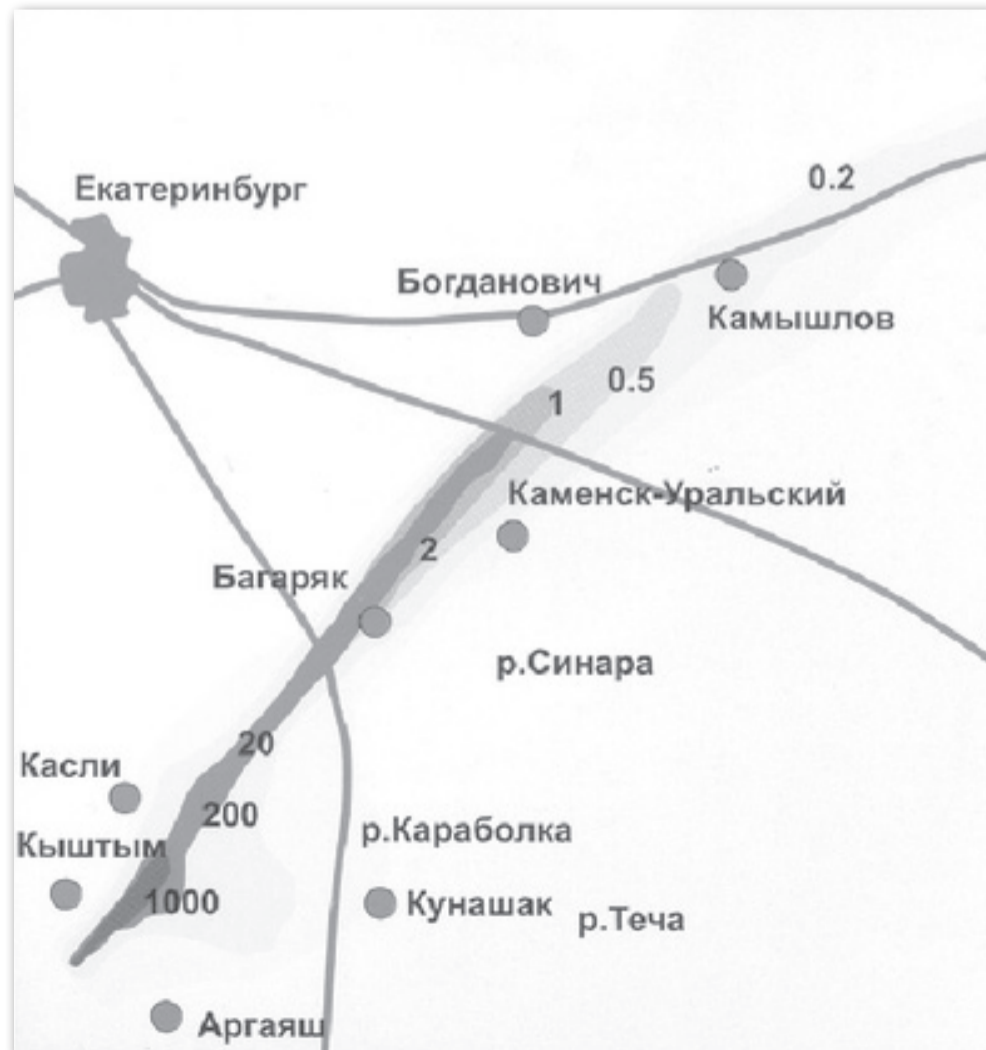 0.2
Екатеринбург
Богданович
Камышлов
0.5
1
Каменск-Уральский
2
Багаряк
р.Синара
20
Касли
200
р.Караболка
Кыштым
1000
Кунашак
р.Теча
Аргаяш